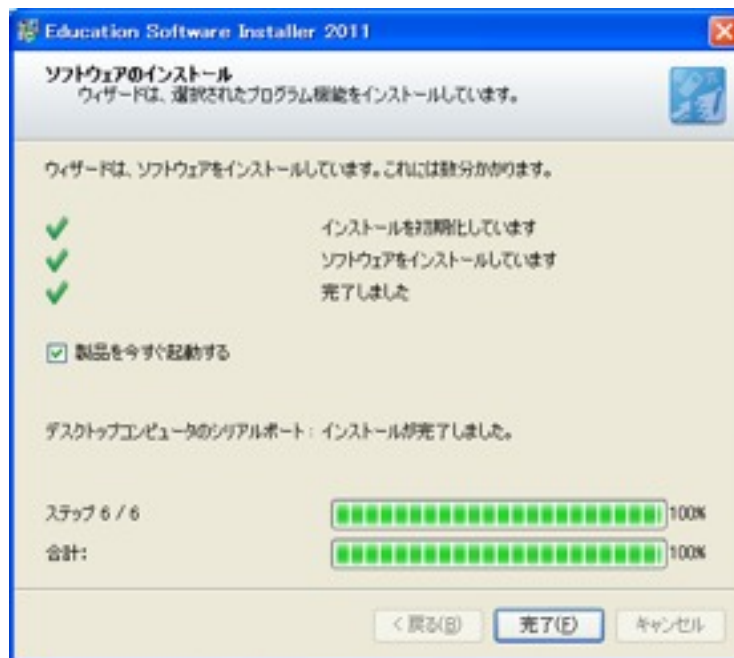 Education Software Installer 2011
ソフトウェアのインストール
ウィザードは、選択されたプログラム機能をインストールしています。
ウィザードは、ソフトウェアをインストールしています。これには数分かかります。
インストールを初期化しています
ソフトウェアをインストールしています
完了しました
製品を今すぐ起動する
デスクトップコンピュータのシリアルポート: インストールが完了しました。
ステップ 6 / 6 100%
合計: 100%
< 戻る(B) 完了(F) キャンセル